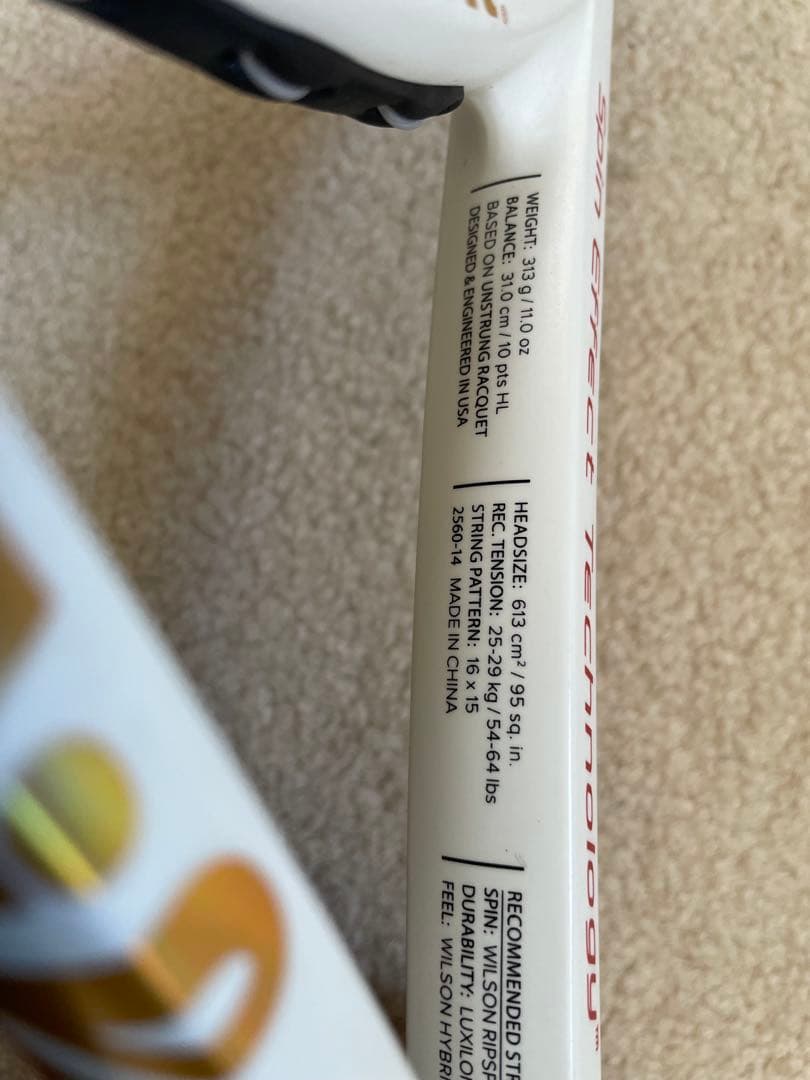 Spin Effect Technology™
WEIGHT: 313 g / 11.0 oz
BALANCE: 31.0 cm / 10 pts HL
BASED ON UNSTRUNG RACQUET
DESIGNED & ENGINEERED IN USA
HEADSIZE: 613 cm² / 95 sq. in.
REC. TENSION: 25-29 kg / 54-64 lbs
STRING PATTERN: 16 x 15
2560-14 MADE IN CHINA
RECOMMENDED
SPIN: WILSON
DURABILITY:
FEEL: WILSON